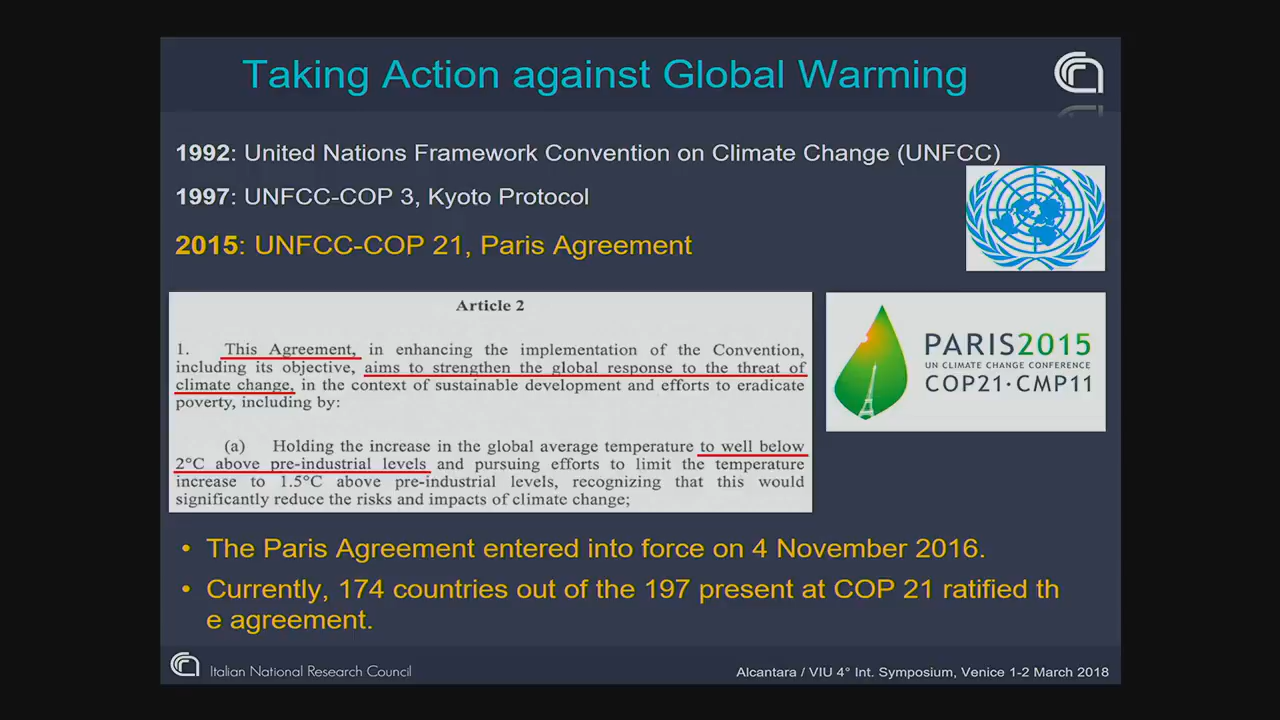 Taking Action against Global Warming
1992: United Nations Framework Convention on Climate Change (UNFCC)
1997: UNFCC-COP 3, Kyoto Protocol
2015: UNFCC-COP 21, Paris Agreement
Article 2
1. This Agreement, in enhancing the implementation of the Convention,
including its objective, aims to strengthen the global response to the threat of
climate change, in the context of sustainable development and efforts to eradicate
poverty, including by:
(a) Holding the increase in the global average temperature to well below
2°C above pre-industrial levels and pursuing efforts to limit the temperature
increase to 1.5°C above pre-industrial levels, recognizing that this would
significantly reduce the risks and impacts of climate change;
PARIS2015
UN CLIMATE CHANGE CONFERENCE
COP21·CMP11
• The Paris Agreement entered into force on 4 November 2016.
• Currently, 174 countries out of the 197 present at COP 21 ratified th
e agreement.
Italian National Research Council
Alcantara / VIU 4° Int. Symposium, Venice 1-2 March 2018